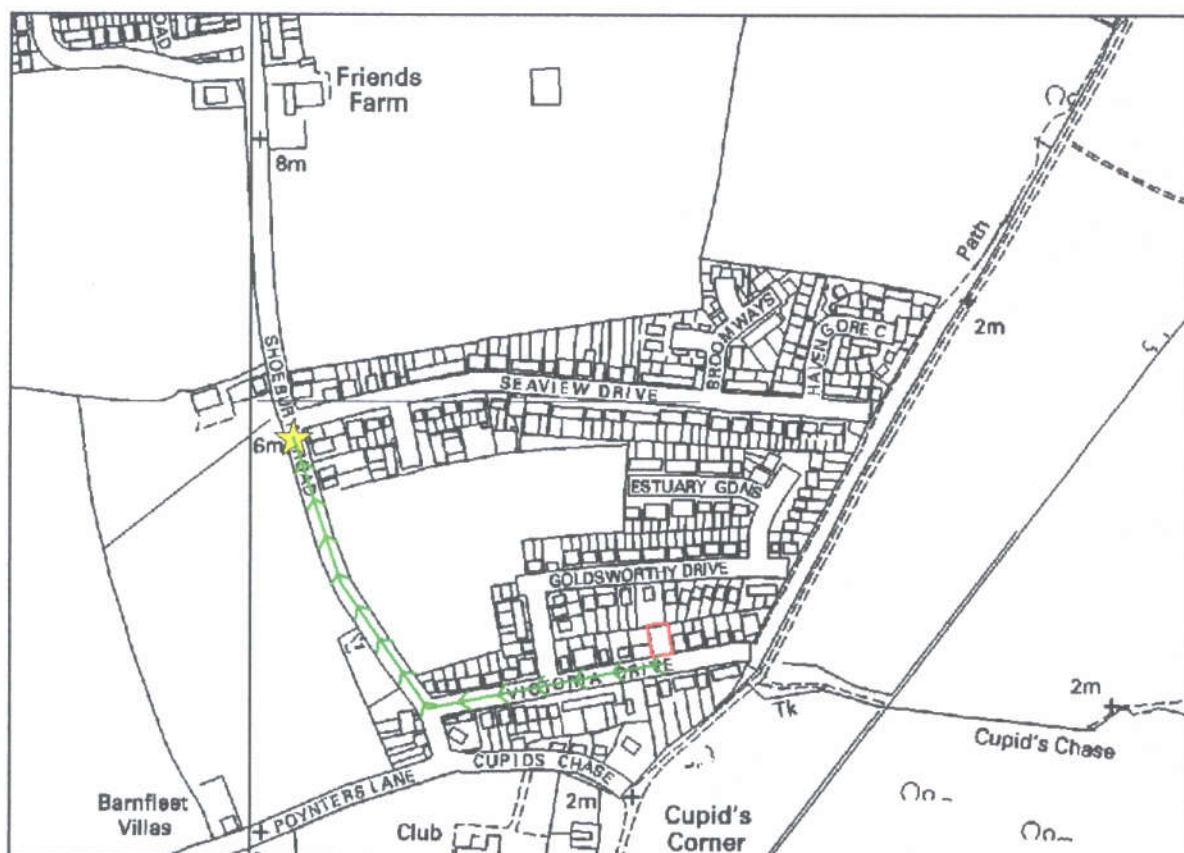 OAD
Friends
Farm
8m
Path
2m
BROOMWAYS
HAVENGORE C
SHOEBUR
SEAVIEW DRIVE
6m
ROAD
ESTUARY GDNS
GOLDSWORTHY DRIVE
VICTORIA DRIVE
Tk
2m
Cupid's Chase
CUPIDS CHASE
POYNTERS LANE
Barnfleet
Villas
2m
Club
Cupid's
Corner